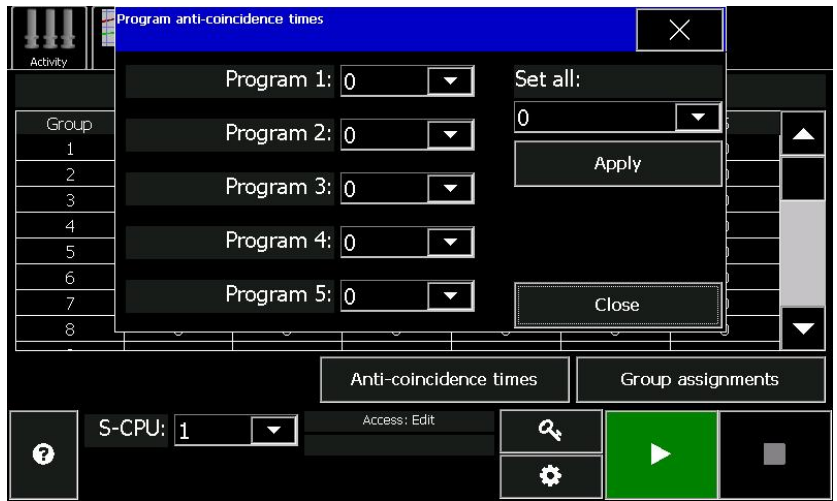 Program anti-coincidence times
Activity
Program 1: 0
Set all:
Program 2: 0
0
Program 3: 0
Apply
Program 4: 0
Program 5: 0
Close
Group
1
2
3
4
5
6
7
8
Anti-coincidence times
Group assignments
S-CPU: 1
Access: Edit
?